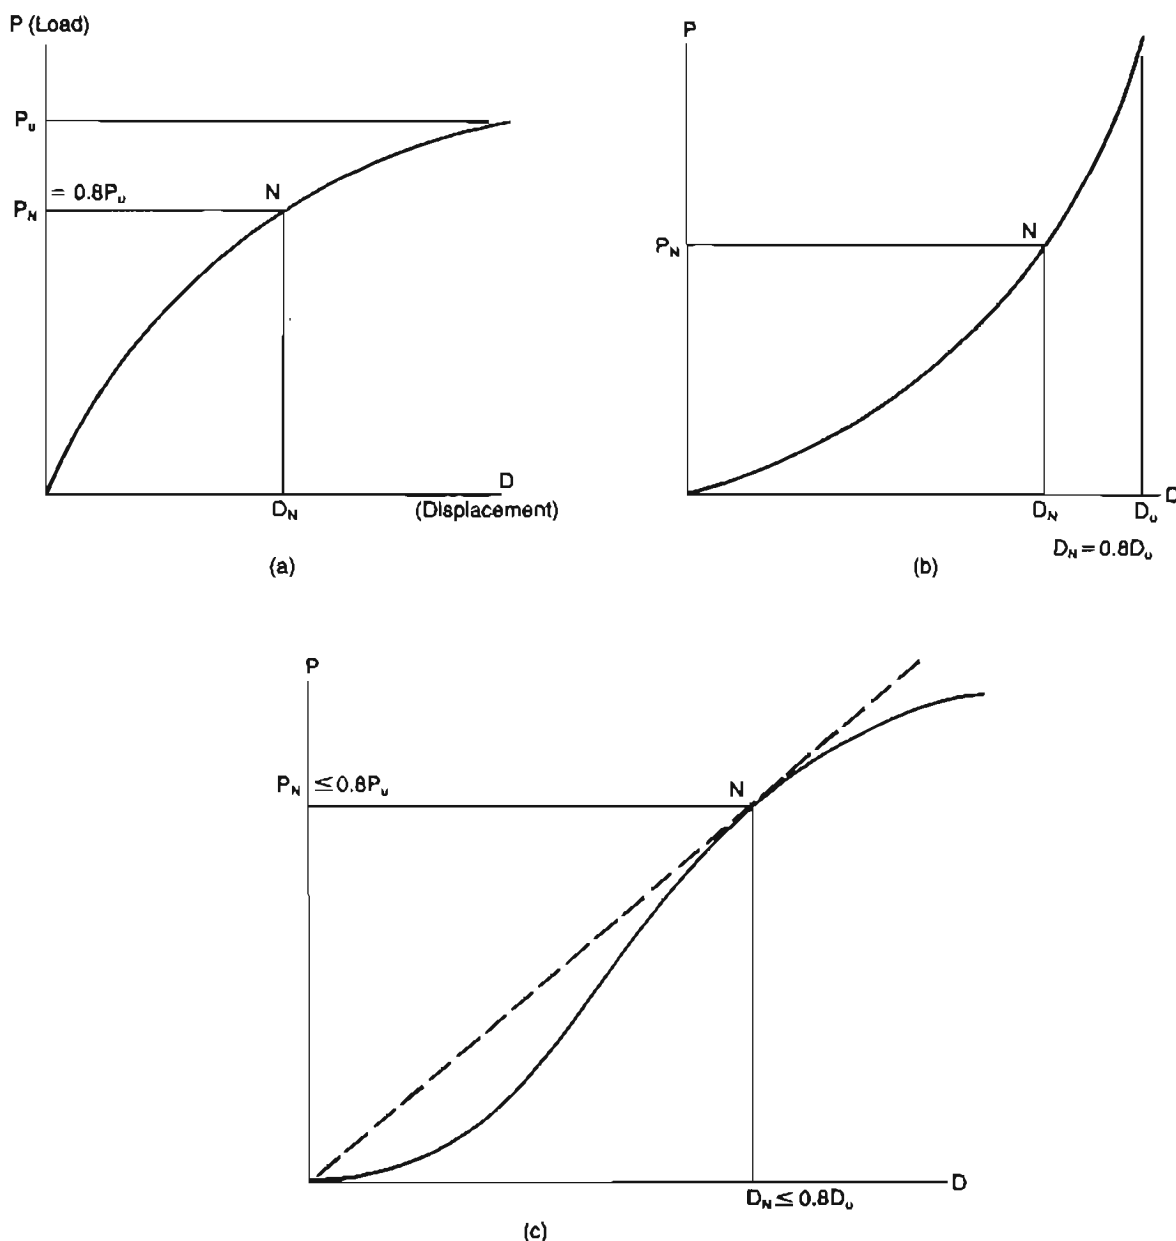 P (Load)
Pu
= 0.8Pu
N
PN
D
DN
(Displacement)
(a)
P
N
PN
D
DN
Du
DN = 0.8Du
(b)
P
PN ≤ 0.8Pu
N
D
DN ≤ 0.8Du
(c)